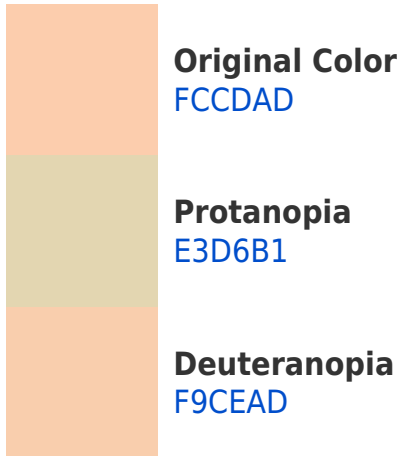 Original Color
FCCDAD
Protanopia
E3D6B1
Deuteranopia
F9CEAD